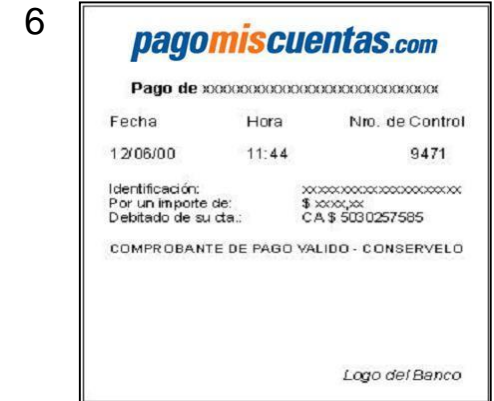 6
pagomiscuentas.com
Pago de xxxxxxxxxxxxxxxxxxxxxxxxxxxxxx
Fecha Hora Nro. de Control
12/06/00 11:44 9471
Identificación: xxxxxxxxxxxxxxxxxxxxx
Por un importe de: $ xxxx,xx
Debitado de su cta.: CA$ 5030257585
COMPROBANTE DE PAGO VALIDO - CONSERVELO
Logo del Banco